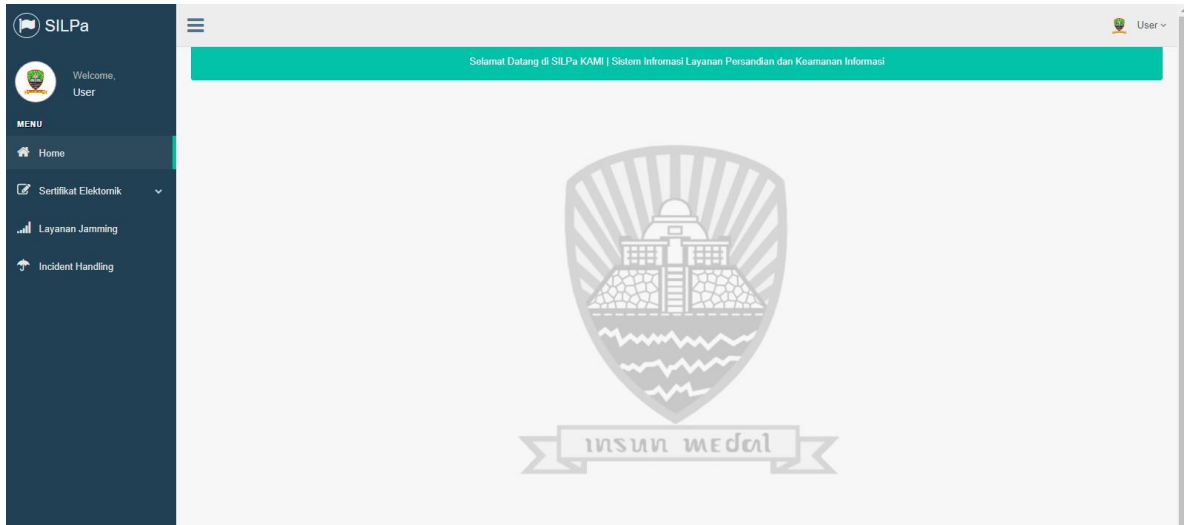 SILPa
User
Selamat Datang di SILPa KAMI | Sistem Infromasi Layanan Persandian dan Keamanan Informasi
Welcome,
User
MENU
Home
Sertifikat Elektornik
Layanan Jamming
Incident Handling
insun medal